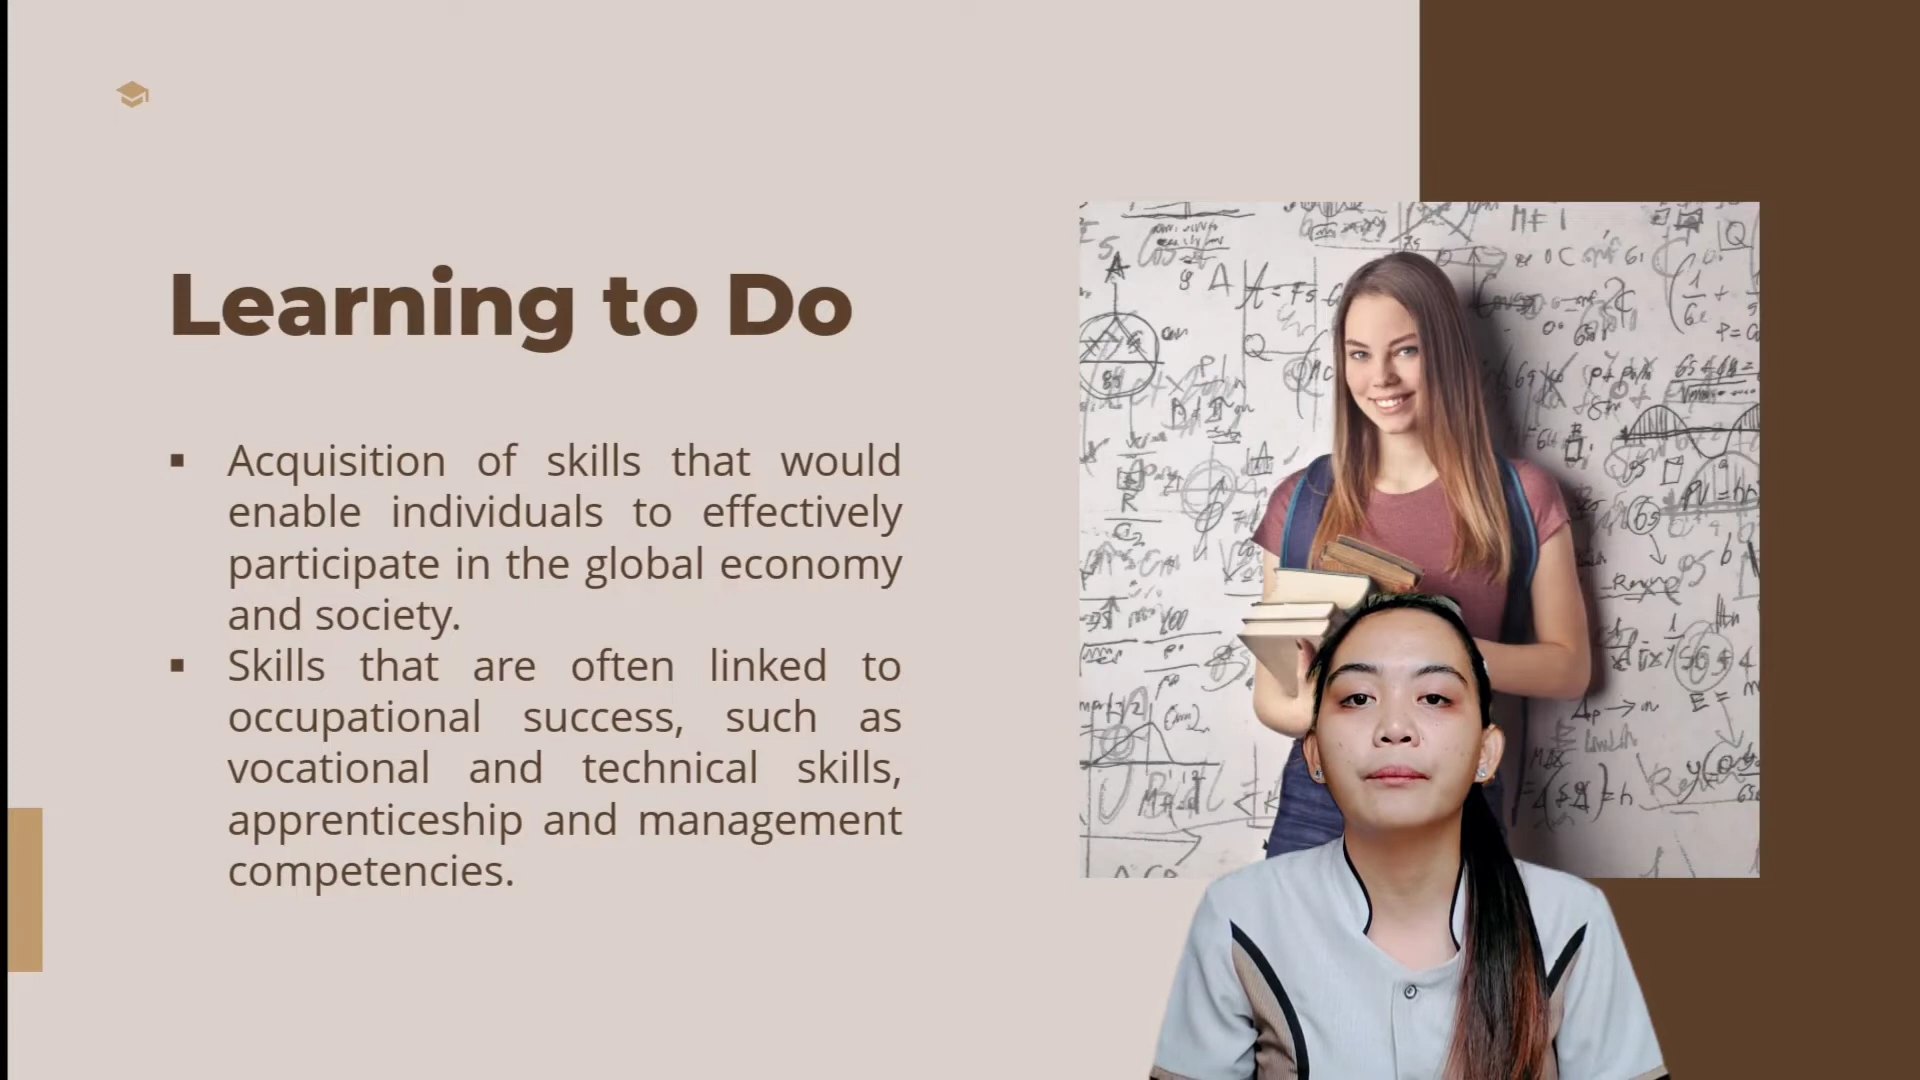 Learning to Do
▪ Acquisition of skills that would
enable individuals to effectively
participate in the global economy
and society.
▪ Skills that are often linked to
occupational success, such as
vocational and technical skills,
apprenticeship and management
competencies.